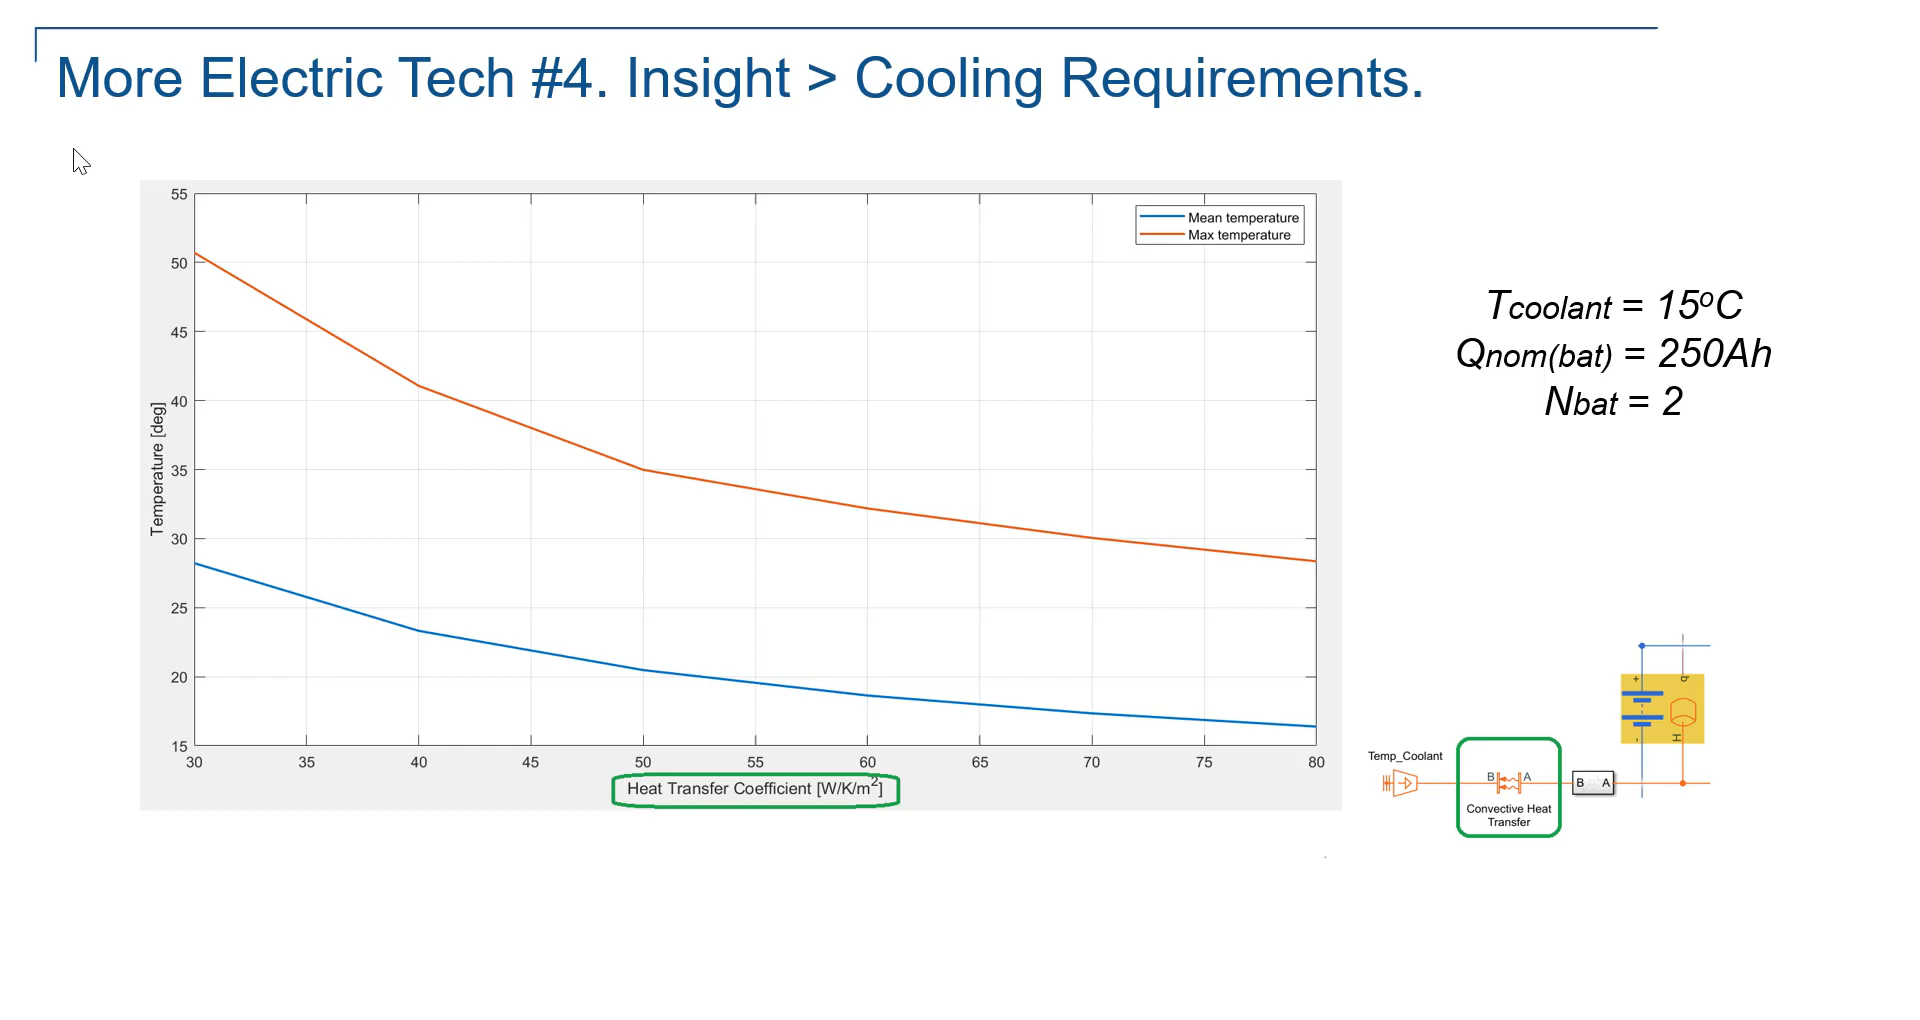 More Electric Tech #4. Insight > Cooling Requirements.
55
50
45
40
35
30
25
20
15
Temperature [deg]
Mean temperature
Max temperature
30 35 40 45 50 55 60 65 70 75 80
Heat Transfer Coefficient [W/K/m²]
Tcoolant = 15ºC
Qnom(bat) = 250Ah
Nbat = 2
+ q
- H
Temp_Coolant
B A
Convective Heat
Transfer
B A